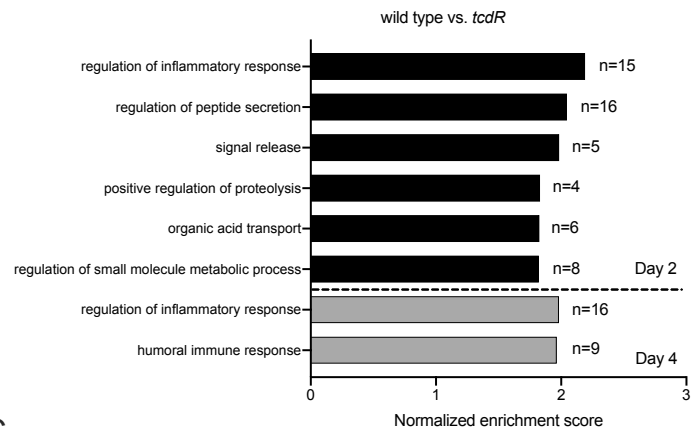 wild type vs. tcdR
regulation of inflammatory response n=15
regulation of peptide secretion n=16
signal release n=5
positive regulation of proteolysis n=4
organic acid transport n=6
regulation of small molecule metabolic process n=8 Day 2
regulation of inflammatory response n=16
humoral immune response n=9
Day 4
0 1 2 3
Normalized enrichment score